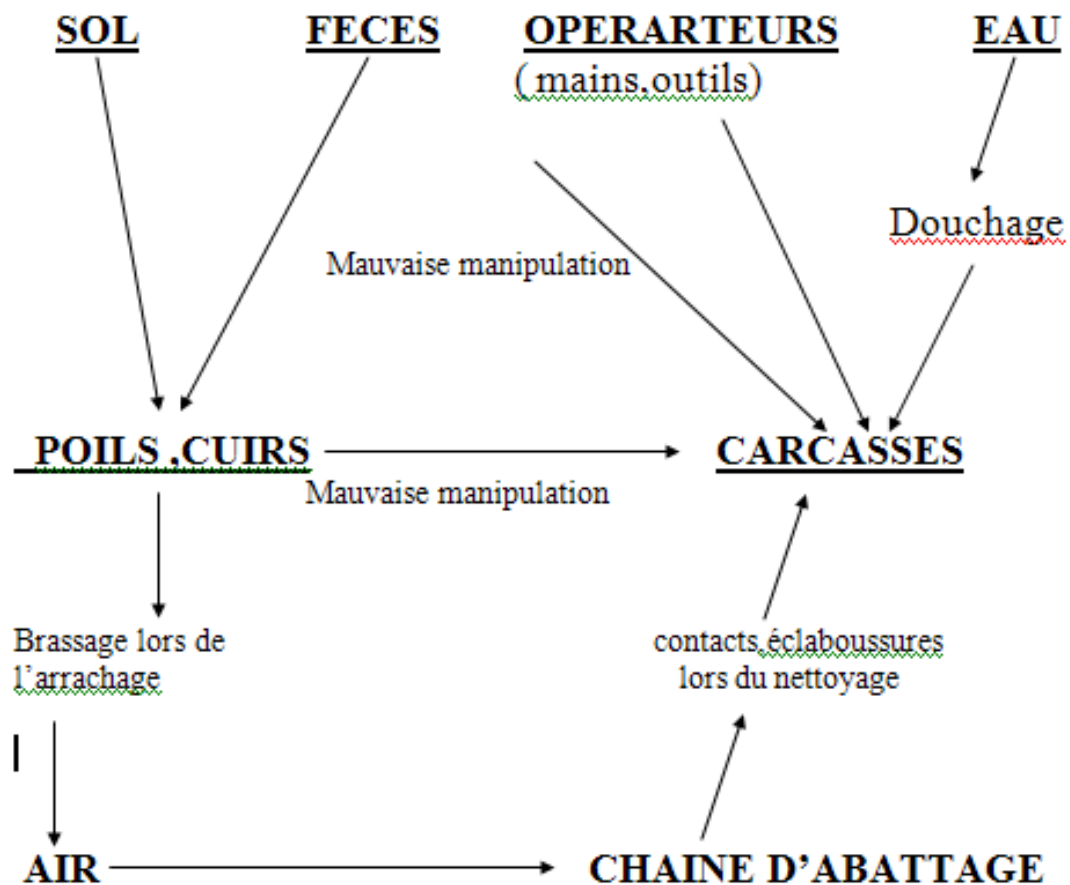 SOL FECES OPERARTEURS EAU
( mains,outils)
Douchage
Mauvaise manipulation
POILS ,CUIRS CARCASSES
Mauvaise manipulation
Brassage lors de
l’arrachage
contacts,éclaboussures
lors du nettoyage
AIR CHAINE D’ABATTAGE